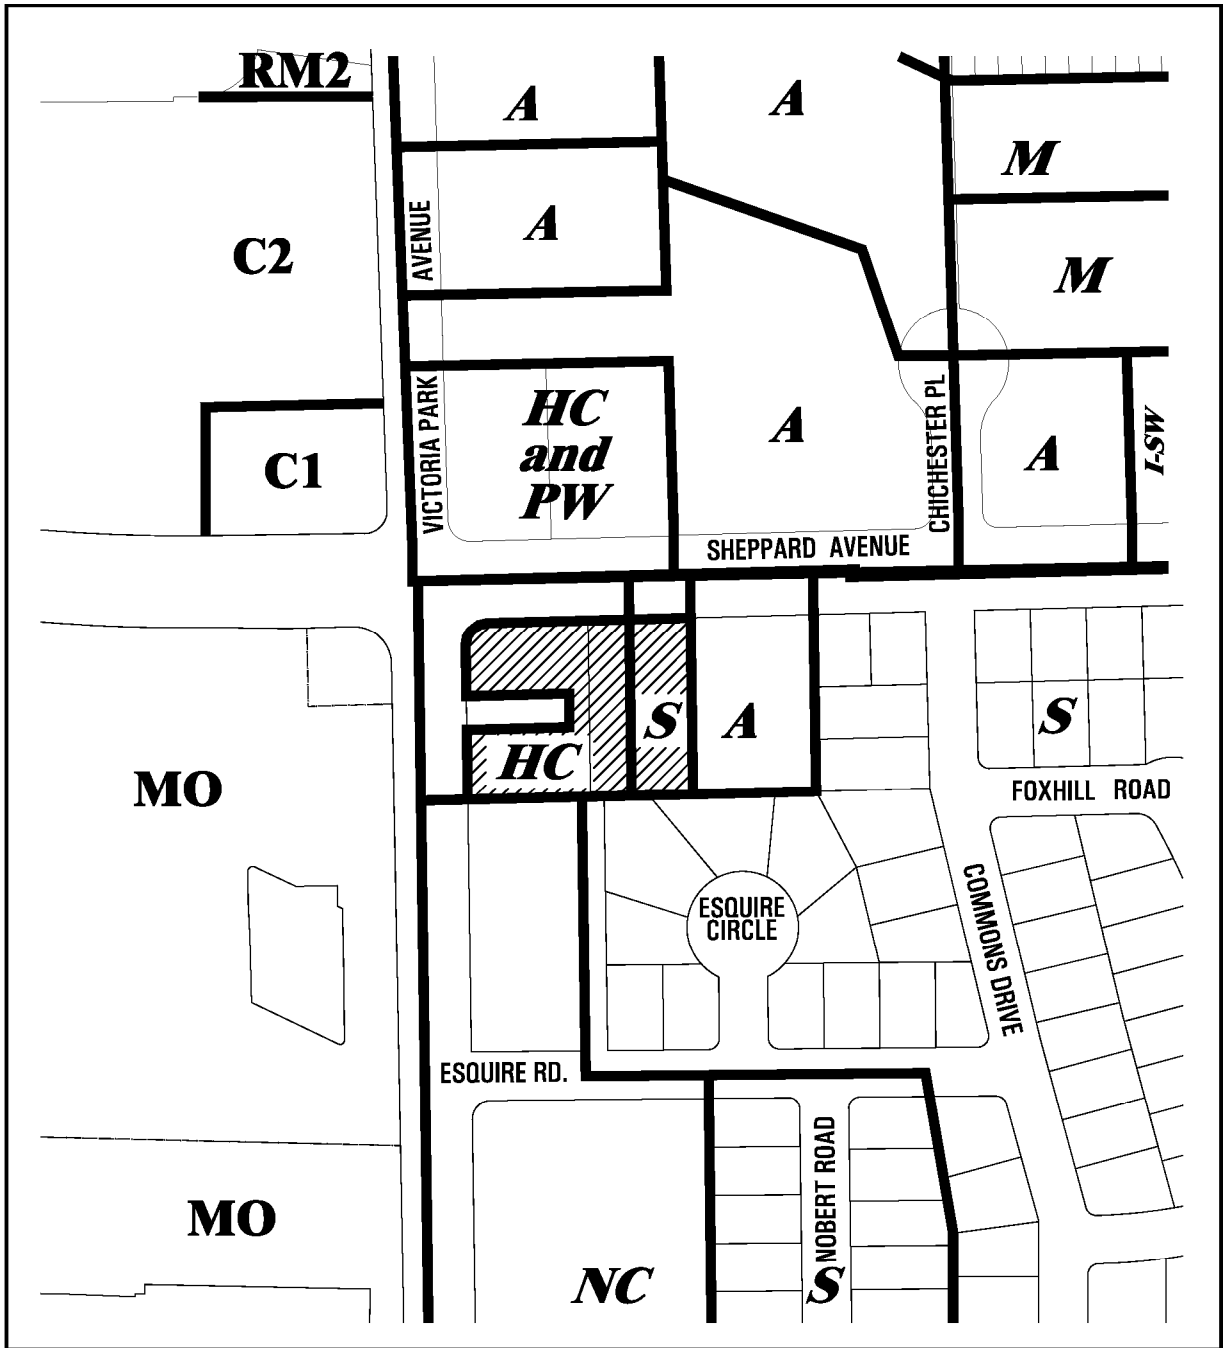 RM2
A
A
M
AVENUE
A
C2
M
VICTORIA PARK
HC
and
PW
A
CHICHESTER PL
A
I-SW
C1
SHEPPARD AVENUE
S
A
S
HC
MO
FOXHILL ROAD
ESQUIRE
CIRCLE
COMMONS DRIVE
ESQUIRE RD.
NOBERT ROAD
MO
NC
S